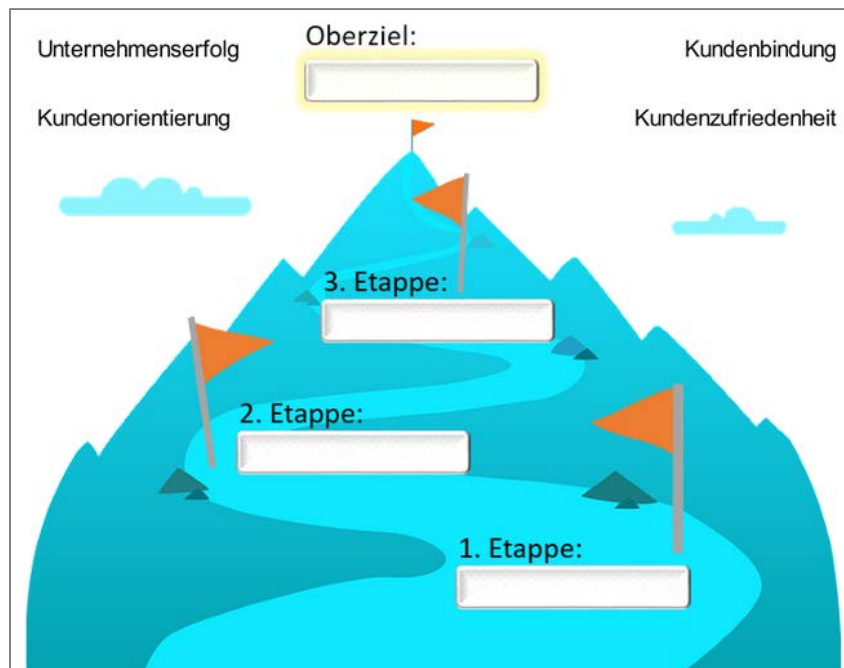 Oberziel:
Unternehmenserfolg
Kundenbindung
Kundenorientierung
Kundenzufriedenheit
3. Etappe:
2. Etappe:
1. Etappe: